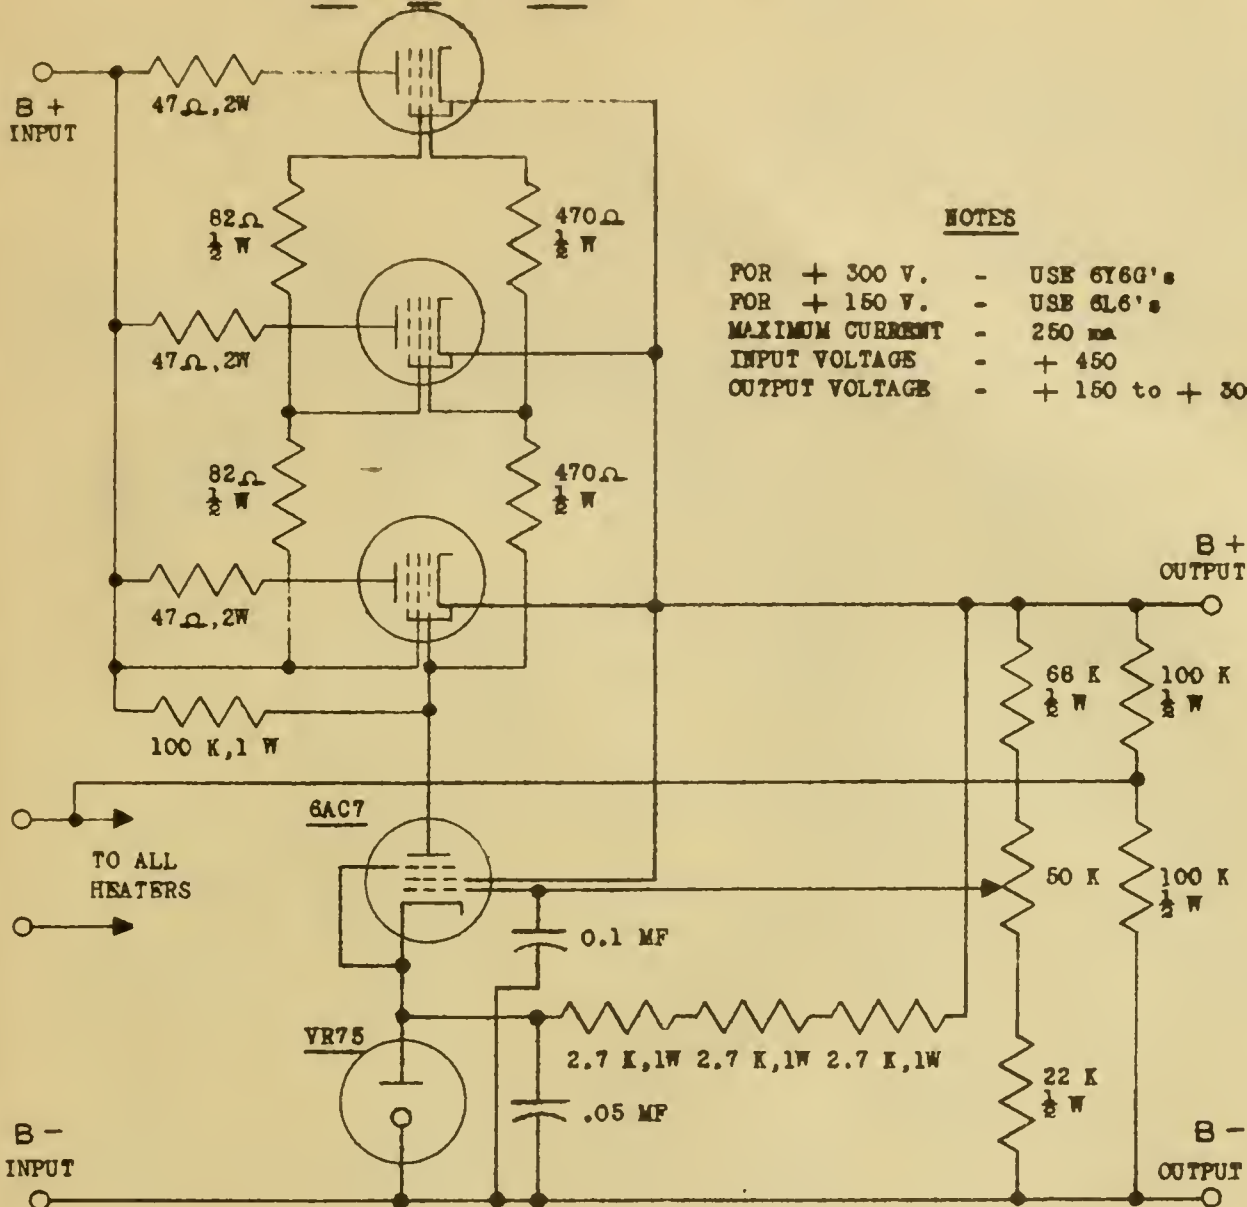 B +
INPUT
47Ω,2W
82Ω
½ W
470Ω
½ W
NOTES
FOR + 300 V. - USE 6Y6G's
FOR + 150 V. - USE 6L6's
MAXIMUM CURRENT - 250 ma
INPUT VOLTAGE - + 450
OUTPUT VOLTAGE - + 150 to + 30
47Ω,2W
82Ω
½ W
470Ω
½ W
47Ω,2W
B +
OUTPUT
68 K
½ W
100 K
½ W
100 K,1 W
6AC7
TO ALL
HEATERS
50 K
100 K
½ W
0.1 MF
VR75
2.7 K,1W 2.7 K,1W 2.7 K,1W
.05 MF
22 K
½ W
B -
INPUT
B -
OUTPUT